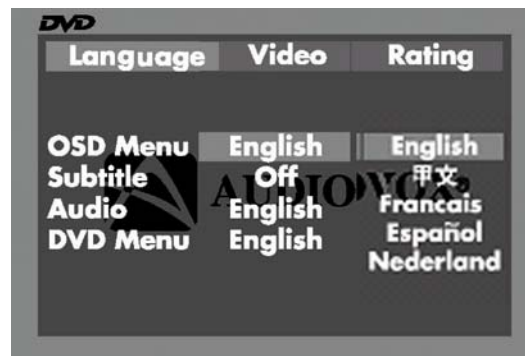 DVD
Language Video Rating
OSD Menu English English
Subtitle Off 甲文
Audio English Francais
DVD Menu English Español
Nederland
AUDIOVOX